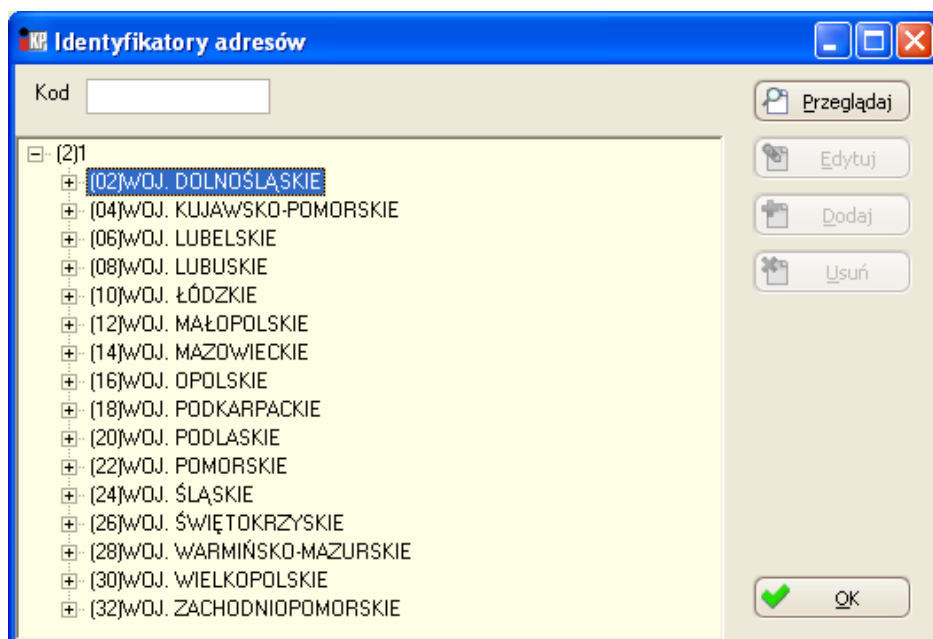 iKP Identyfikatory adresów
Kod
Przeglądaj
(2)1
Edytuj
(02)WOJ. DOLNOŚLĄSKIE
(04)WOJ. KUJAWSKO-POMORSKIE
Dodaj
(06)WOJ. LUBELSKIE
(08)WOJ. LUBUSKIE
Usuń
(10)WOJ. ŁÓDZKIE
(12)WOJ. MAŁOPOLSKIE
(14)WOJ. MAZOWIECKIE
(16)WOJ. OPOLSKIE
(18)WOJ. PODKARPACKIE
(20)WOJ. PODLASKIE
(22)WOJ. POMORSKIE
(24)WOJ. ŚLĄSKIE
(26)WOJ. ŚWIĘTOKRZYSKIE
(28)WOJ. WARMIŃSKO-MAZURSKIE
(30)WOJ. WIELKOPOLSKIE
(32)WOJ. ZACHODNIOPOMORSKIE
OK